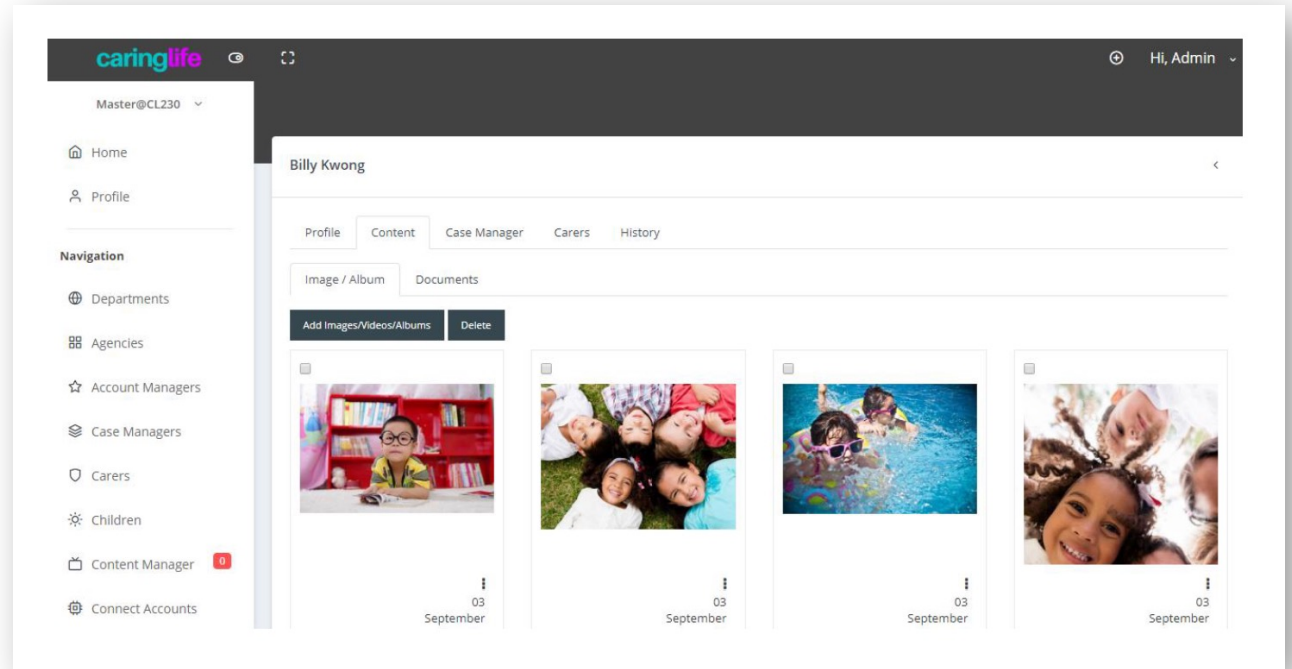 caringlife
Hi, Admin
Master@CL230
Home
Profile
Navigation
Departments
Agencies
Account Managers
Case Managers
Carers
Children
Content Manager 0
Connect Accounts
Billy Kwong
Profile Content Case Manager Carers History
Image / Album Documents
Add Images/Videos/Albums Delete
03
September
03
September
03
September
03
September